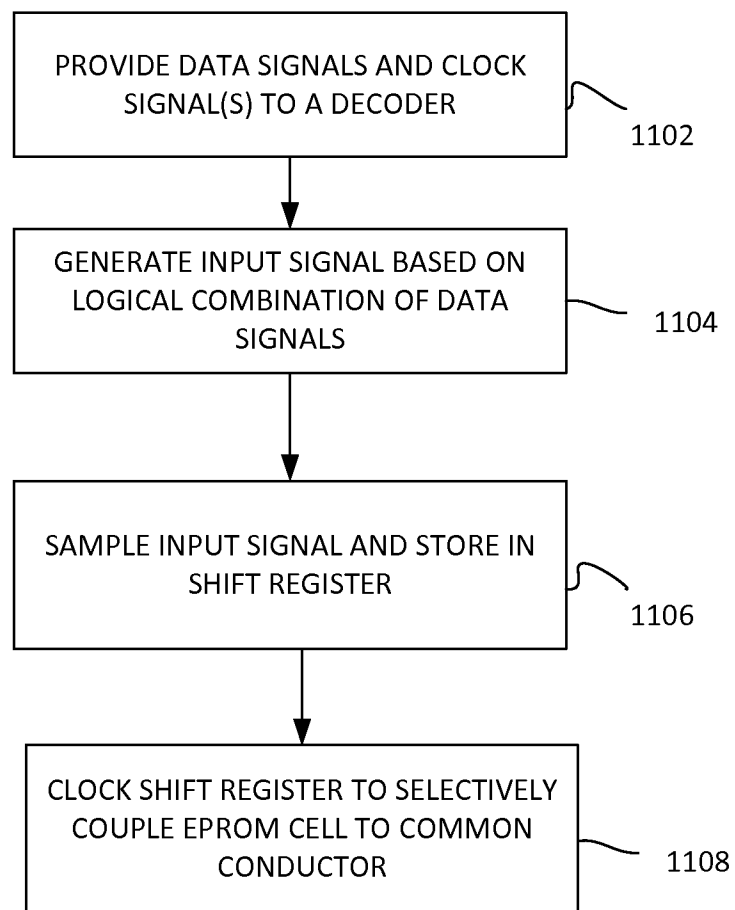 PROVIDE DATA SIGNALS AND CLOCK
SIGNAL(S) TO A DECODER
1102
GENERATE INPUT SIGNAL BASED ON
LOGICAL COMBINATION OF DATA
SIGNALS
1104
SAMPLE INPUT SIGNAL AND STORE IN
SHIFT REGISTER
1106
CLOCK SHIFT REGISTER TO SELECTIVELY
COUPLE EPROM CELL TO COMMON
CONDUCTOR
1108